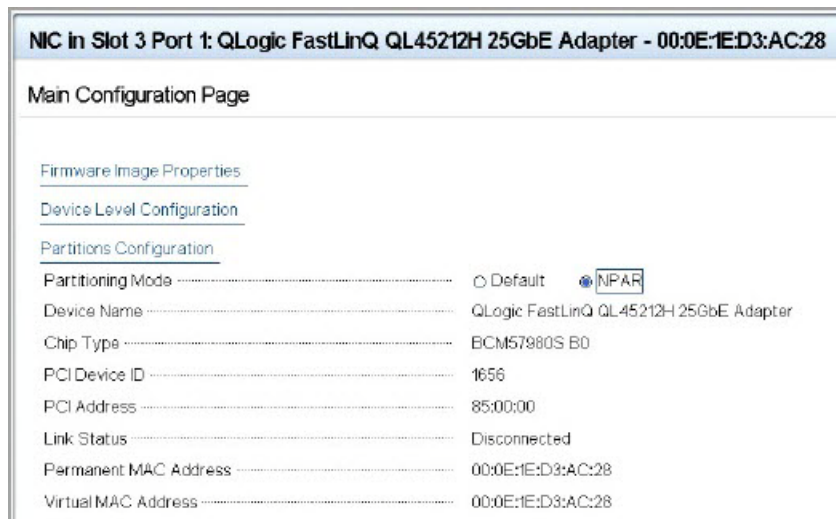 NIC in Slot 3 Port 1: QLogic FastLinQ QL45212H 25GbE Adapter - 00:0E:1E:D3:AC:28
Main Configuration Page
Firmware Image Properties
Device Level Configuration
Partitions Configuration
Partitioning Mode Default NPAR
Device Name QLogic FastLinQ QL45212H 25GbE Adapter
Chip Type BCM57980S B0
PCI Device ID 1656
PCI Address 85:00:00
Link Status Disconnected
Permanent MAC Address 00:0E:1E:D3:AC:28
Virtual MAC Address 00:0E:1E:D3:AC:28